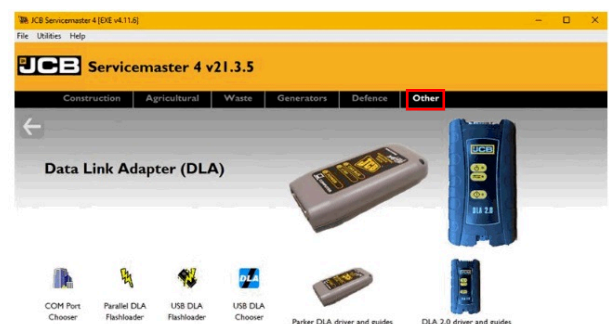 JCB Servicemaster 4 [EXE v4.11.6]
File Utilities Help
JCB Servicemaster 4 v21.3.5
Construction Agricultural Waste Generators Defence Other
Data Link Adapter (DLA)
JCB
DLA 2.0
DLA
COM Port Chooser
Parallel DLA Flashloader
USB DLA Flashloader
USB DLA Chooser
Parker DLA driver and guides
DLA 2.0 driver and guides